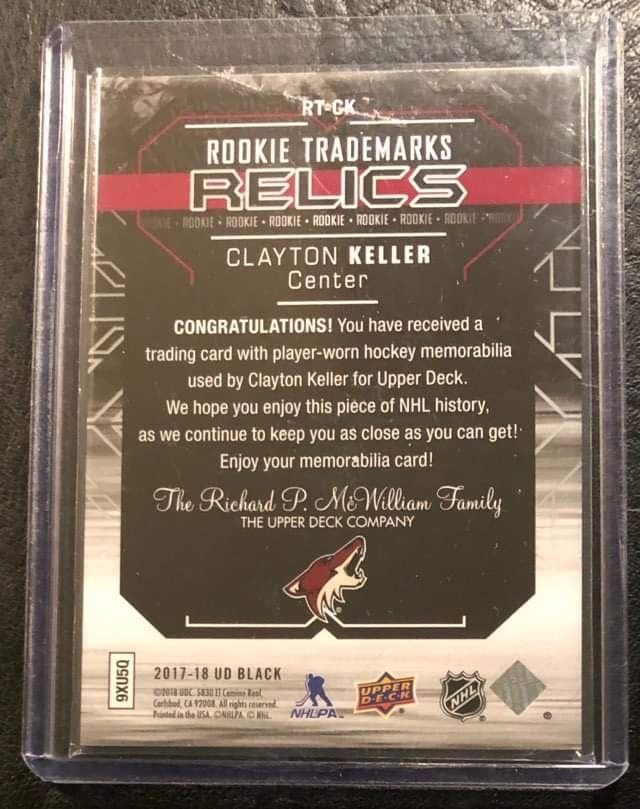 RT-CK
ROOKIE TRADEMARKS
RELICS
ROOKIE • ROOKIE • ROOKIE • ROOKIE • ROOKIE • ROOKIE • ROOKIE • ROOKIE • ROOKIE
CLAYTON KELLER
Center
CONGRATULATIONS! You have received a
trading card with player-worn hockey memorabilia
used by Clayton Keller for Upper Deck.
We hope you enjoy this piece of NHL history,
as we continue to keep you as close as you can get!
Enjoy your memorabilia card!
The Richard P. McWilliam Family
THE UPPER DECK COMPANY
9XU5Q
2017-18 UD BLACK
©2018 UDC. 5830 El Camino Real,
Carlsbad, CA 92008. All rights reserved.
Printed in the USA. ©NHLPA. © NHL.
NHLPA
UPPER
D·E·C·K
NHL